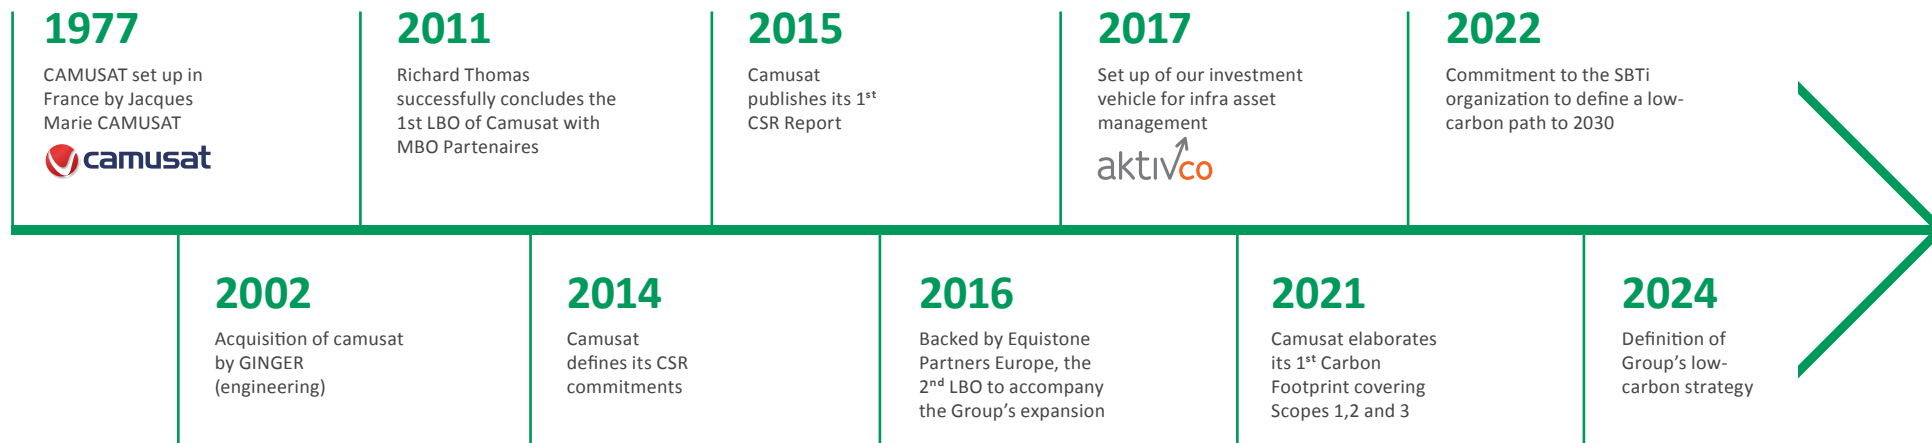 1977
CAMUSAT set up in
France by Jacques
Marie CAMUSAT
camusat
2002
Acquisition of camusat
by GINGER
(engineering)
2011
Richard Thomas
successfully concludes the
1st LBO of Camusat with
MBO Partenaires
2014
Camusat
defines its CSR
commitments
2015
Camusat
publishes its 1ˢᵗ
CSR Report
2016
Backed by Equistone
Partners Europe, the
2ⁿᵈ LBO to accompany
the Group’s expansion
2017
Set up of our investment
vehicle for infra asset
management
aktivco
2021
Camusat elaborates
its 1ˢᵗ Carbon
Footprint covering
Scopes 1,2 and 3
2022
Commitment to the SBTi
organization to define a low-
carbon path to 2030
2024
Definition of
Group’s low-
carbon strategy